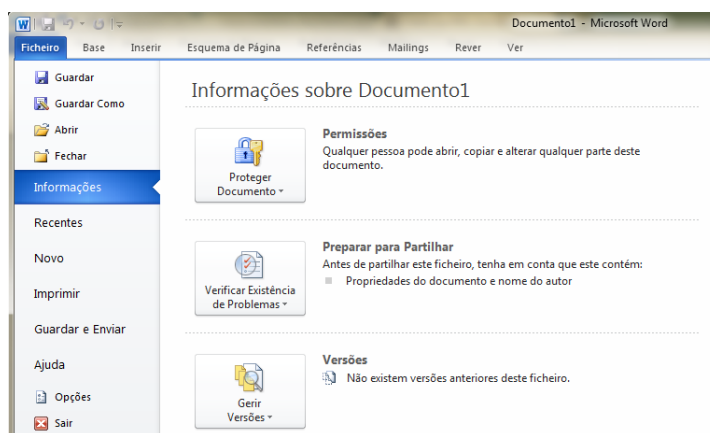 Documento1 - Microsoft Word
Ficheiro Base Inserir Esquema de Página Referências Mailings Rever Ver
Guardar
Guardar Como
Abrir
Fechar
Informações
Recentes
Novo
Imprimir
Guardar e Enviar
Ajuda
Opções
Sair
Informações sobre Documento1
Proteger
Documento
Permissões
Qualquer pessoa pode abrir, copiar e alterar qualquer parte deste
documento.
Verificar Existência
de Problemas
Preparar para Partilhar
Antes de partilhar este ficheiro, tenha em conta que este contém:
Propriedades do documento e nome do autor
Gerir
Versões
Versões
Não existem versões anteriores deste ficheiro.